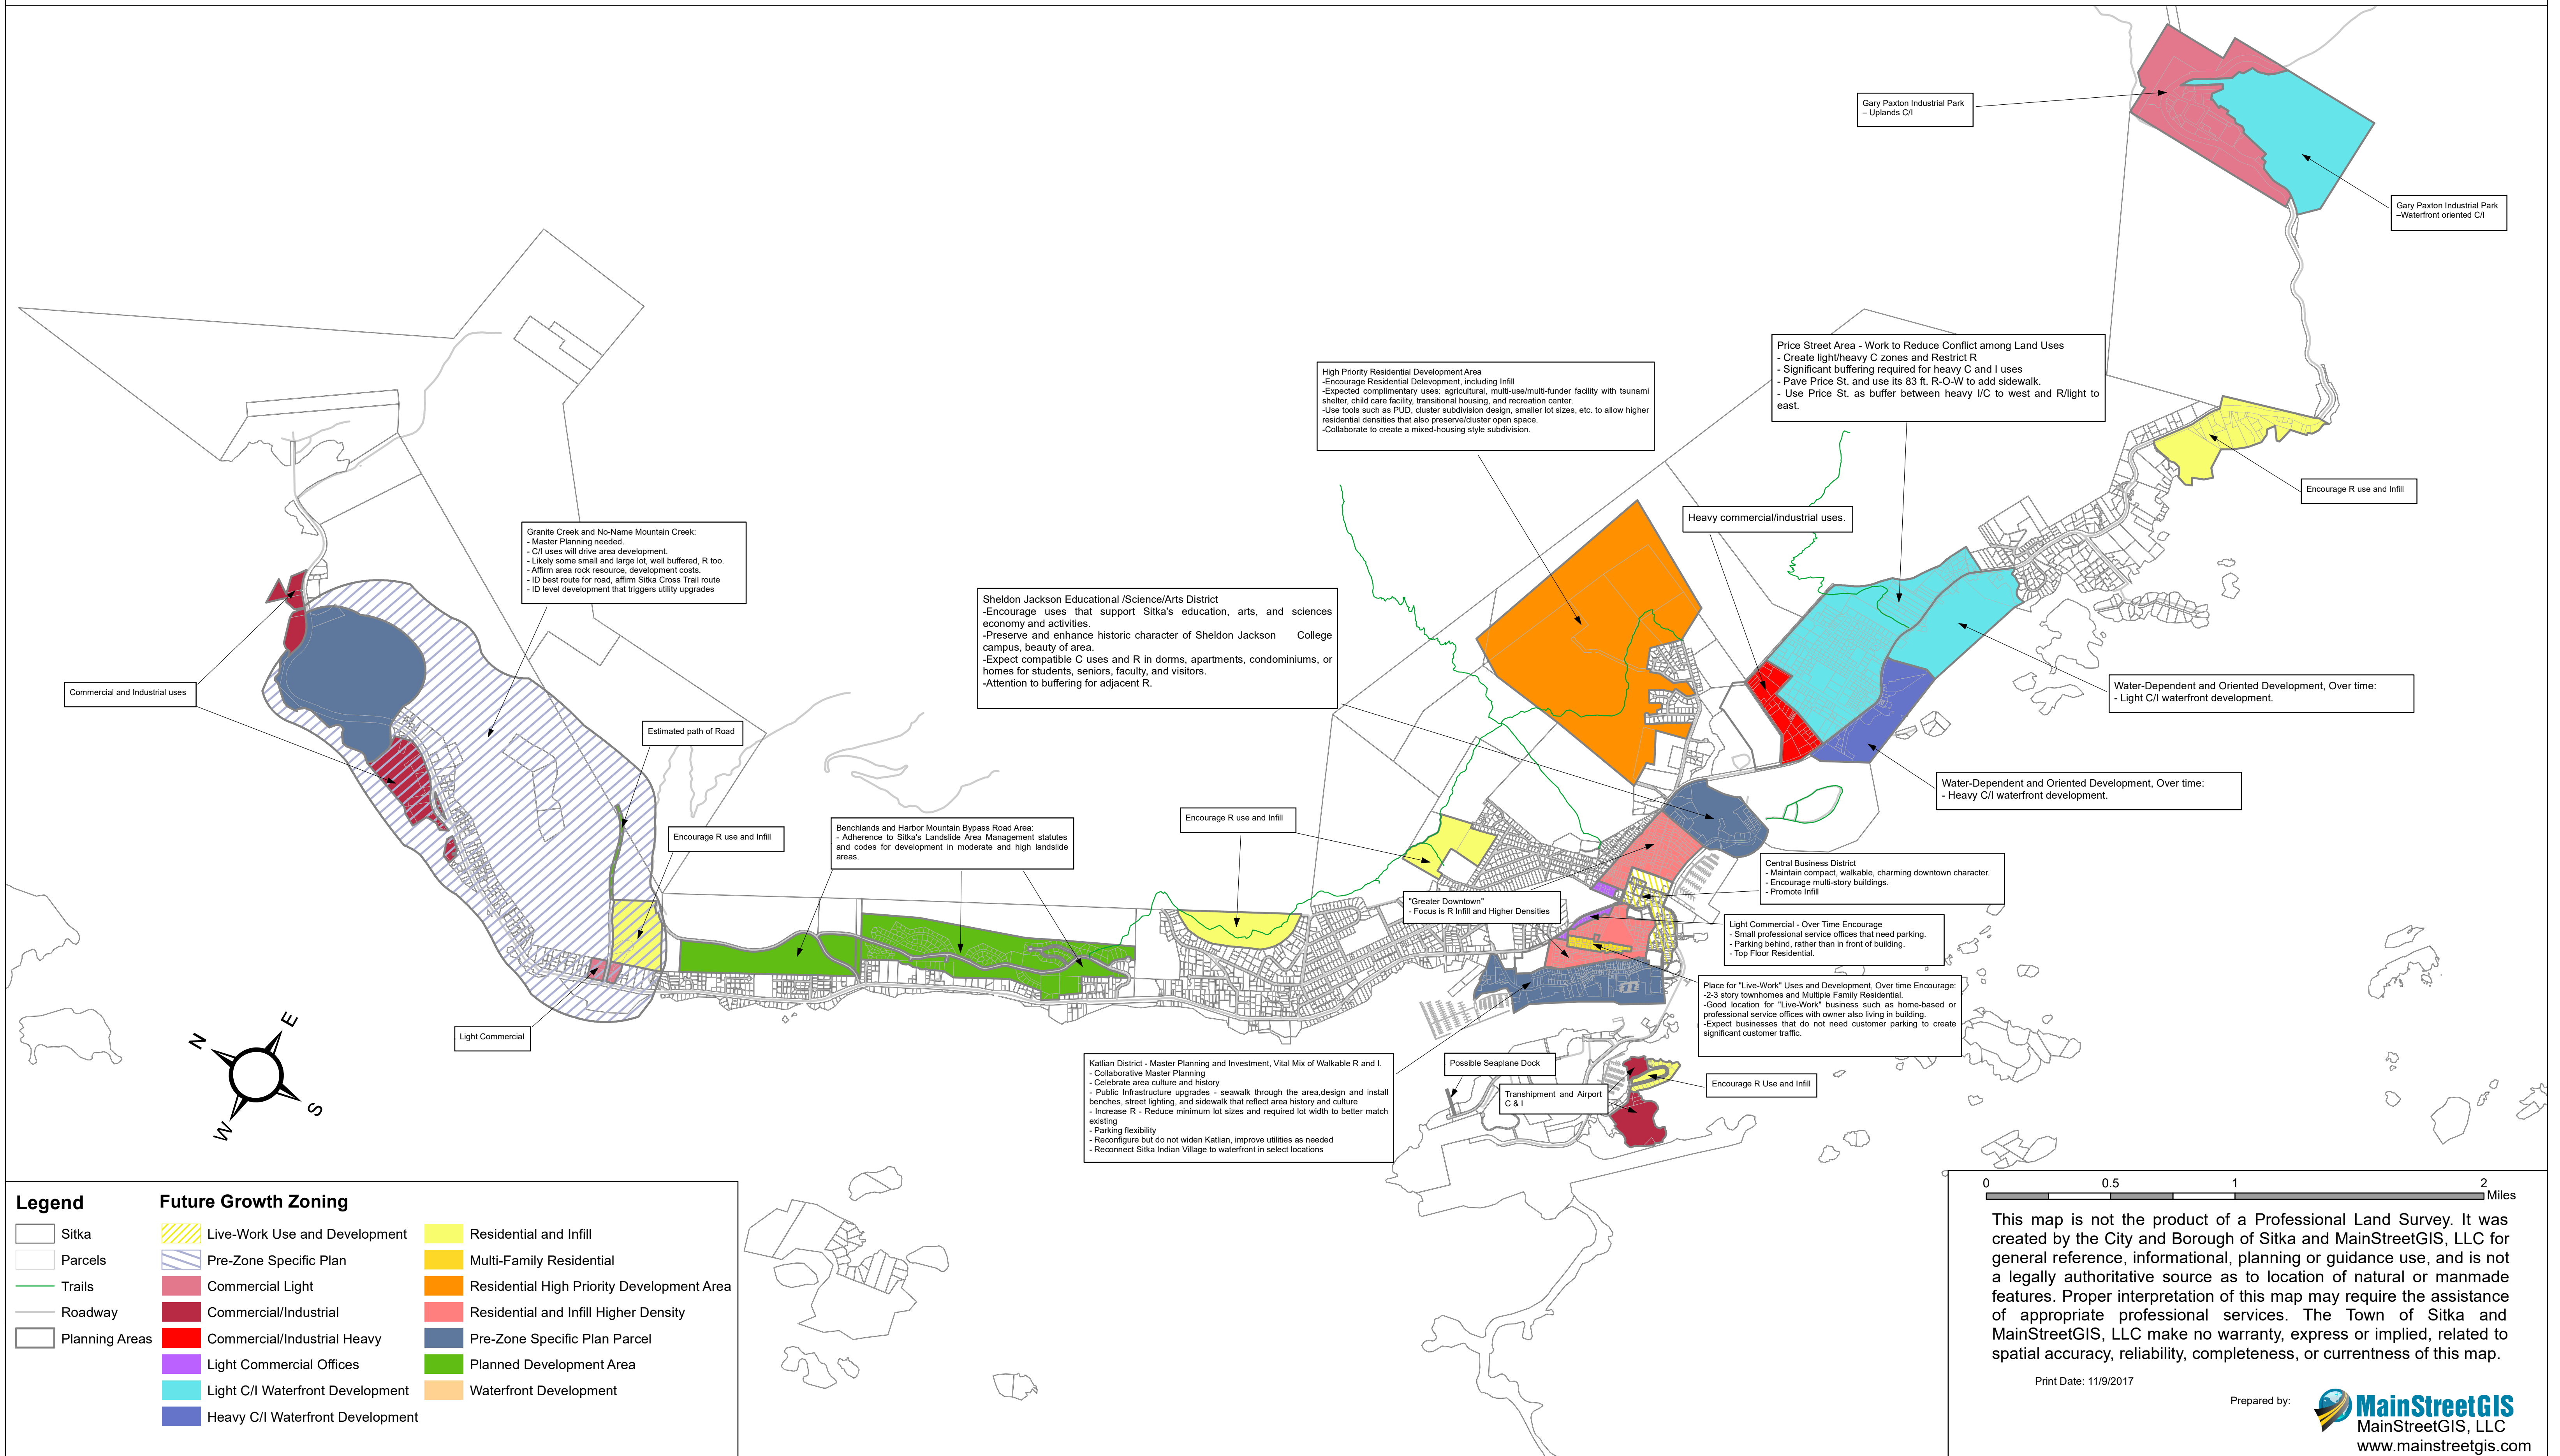 Gary Paxton Industrial Park
– Uplands C/I
Gary Paxton Industrial Park
–Waterfront oriented C/I
Price Street Area - Work to Reduce Conflict among Land Uses
- Create light/heavy C zones and Restrict R
- Significant buffering required for heavy C and I uses
- Pave Price St. and use its 83 ft. R-O-W to add sidewalk.
- Use Price St. as buffer between heavy I/C to west and R/light to
east.
High Priority Residential Development Area
-Encourage Residential Delevopment, including Infill
-Expected complimentary uses: agricultural, multi-use/multi-funder facility with tsunami
shelter, child care facility, transitional housing, and recreation center.
-Use tools such as PUD, cluster subdivision design, smaller lot sizes, etc. to allow higher
residential densities that also preserve/cluster open space.
-Collaborate to create a mixed-housing style subdivision.
Encourage R use and Infill
Heavy commercial/industrial uses.
Granite Creek and No-Name Mountain Creek:
- Master Planning needed.
- C/I uses will drive area development.
- Likely some small and large lot, well buffered, R too.
- Affirm area rock resource, development costs.
- ID best route for road, affirm Sitka Cross Trail route
- ID level development that triggers utility upgrades
Sheldon Jackson Educational /Science/Arts District
-Encourage uses that support Sitka's education, arts, and sciences
economy and activities.
-Preserve and enhance historic character of Sheldon Jackson College
campus, beauty of area.
-Expect compatible C uses and R in dorms, apartments, condominiums, or
homes for students, seniors, faculty, and visitors.
-Attention to buffering for adjacent R.
Commercial and Industrial uses
Water-Dependent and Oriented Development, Over time:
- Light C/I waterfront development.
Estimated path of Road
Water-Dependent and Oriented Development, Over time:
- Heavy C/I waterfront development.
Encourage R use and Infill
Benchlands and Harbor Mountain Bypass Road Area:
- Adherence to Sitka's Landslide Area Management statutes
and codes for development in moderate and high landslide
areas.
Encourage R use and Infill
Central Business District
- Maintain compact, walkable, charming downtown character.
- Encourage multi-story buildings.
- Promote Infill
"Greater Downtown"
- Focus is R Infill and Higher Densities
Light Commercial - Over Time Encourage
- Small professional service offices that need parking.
- Parking behind, rather than in front of building.
- Top Floor Residential.
Place for "Live-Work" Uses and Development, Over time Encourage:
-2-3 story townhomes and Multiple Family Residential.
-Good location for "Live-Work" business such as home-based or
professional service offices with owner also living in building.
-Expect businesses that do not need customer parking to create
significant customer traffic.
Light Commercial
Katlian District - Master Planning and Investment, Vital Mix of Walkable R and I.
- Collaborative Master Planning
- Celebrate area culture and history
- Public Infrastructure upgrades - seawalk through the area,design and install
benches, street lighting, and sidewalk that reflect area history and culture
- Increase R - Reduce minimum lot sizes and required lot width to better match
existing
- Parking flexibility
- Reconfigure but do not widen Katlian, improve utilities as needed
- Reconnect Sitka Indian Village to waterfront in select locations
Possible Seaplane Dock
Transhipment and Airport
C & I
Encourage R Use and Infill
N
E
S
W
Legend
Sitka
Parcels
Trails
Roadway
Planning Areas
Future Growth Zoning
Live-Work Use and Development
Pre-Zone Specific Plan
Commercial Light
Commercial/Industrial
Commercial/Industrial Heavy
Light Commercial Offices
Light C/I Waterfront Development
Heavy C/I Waterfront Development
Residential and Infill
Multi-Family Residential
Residential High Priority Development Area
Residential and Infill Higher Density
Pre-Zone Specific Plan Parcel
Planned Development Area
Waterfront Development
0 0.5 1 2
Miles
This map is not the product of a Professional Land Survey. It was
created by the City and Borough of Sitka and MainStreetGIS, LLC for
general reference, informational, planning or guidance use, and is not
a legally authoritative source as to location of natural or manmade
features. Proper interpretation of this map may require the assistance
of appropriate professional services. The Town of Sitka and
MainStreetGIS, LLC make no warranty, express or implied, related to
spatial accuracy, reliability, completeness, or currentness of this map.
Print Date: 11/9/2017
Prepared by:
MainStreetGIS
MainStreetGIS, LLC
www.mainstreetgis.com